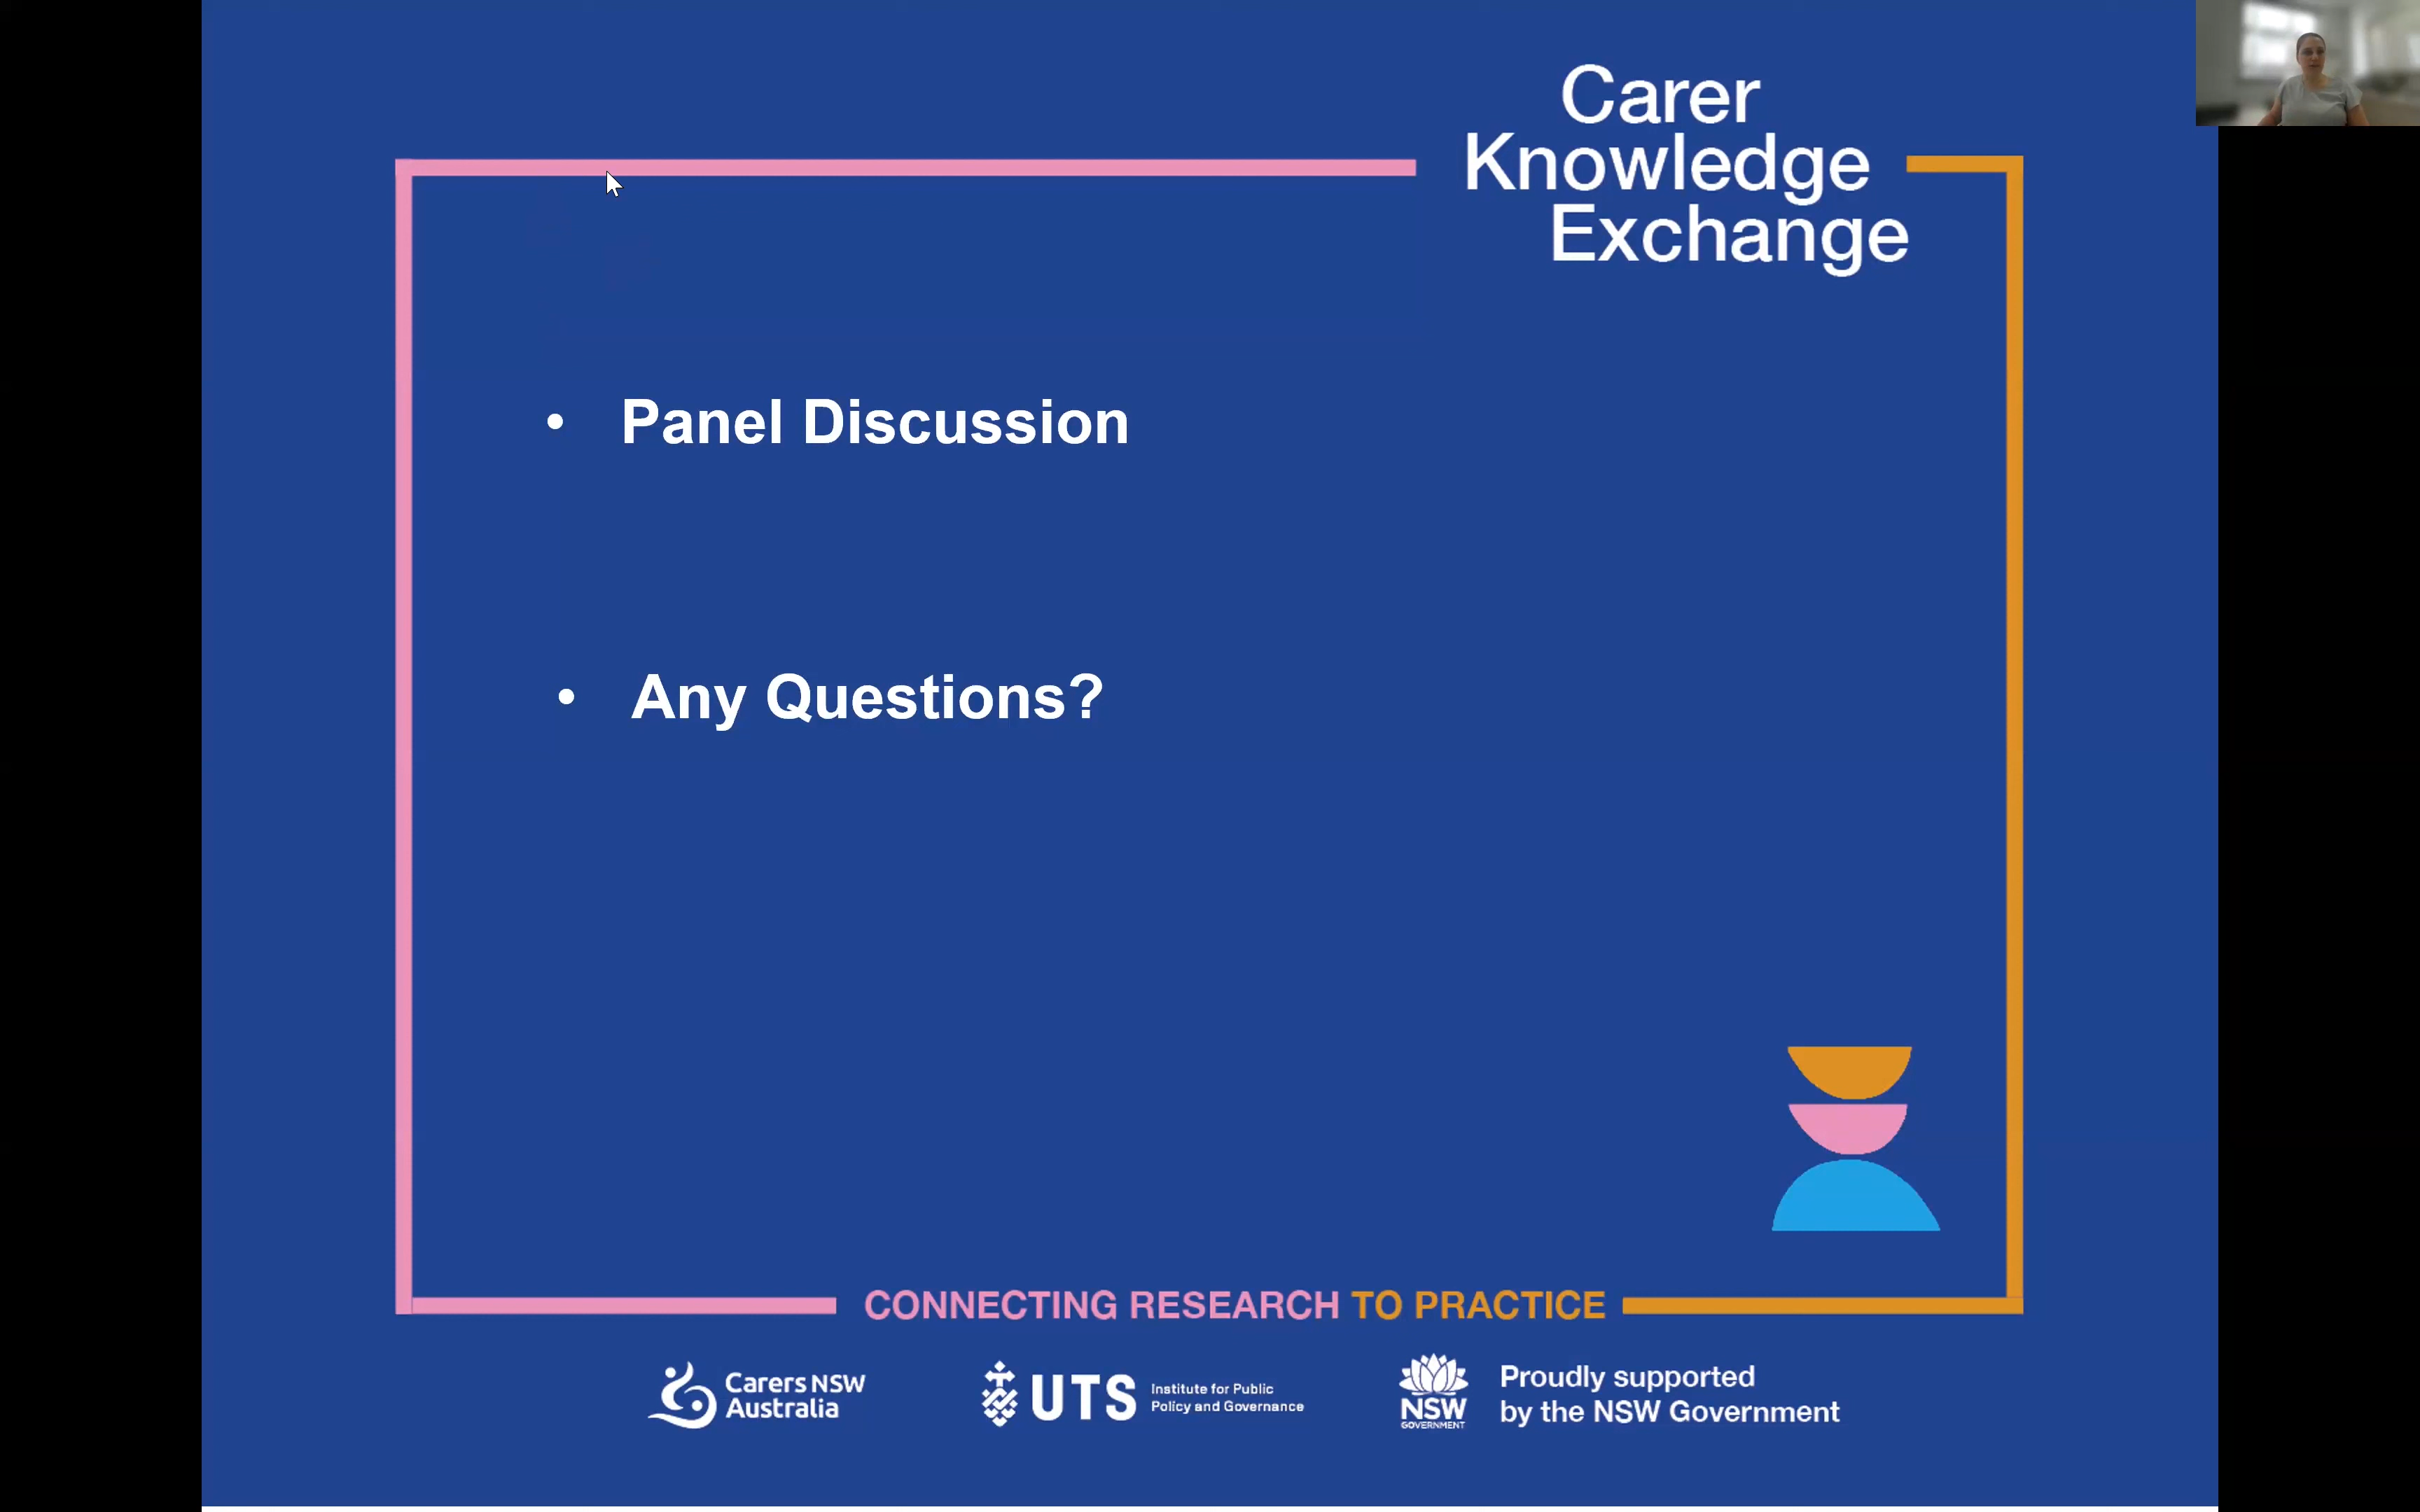 Carer
Knowledge
Exchange
• Panel Discussion
• Any Questions?
CONNECTING RESEARCH TO PRACTICE
Carers NSW
Australia
UTS
Institute for Public
Policy and Governance
NSW
GOVERNMENT
Proudly supported
by the NSW Government